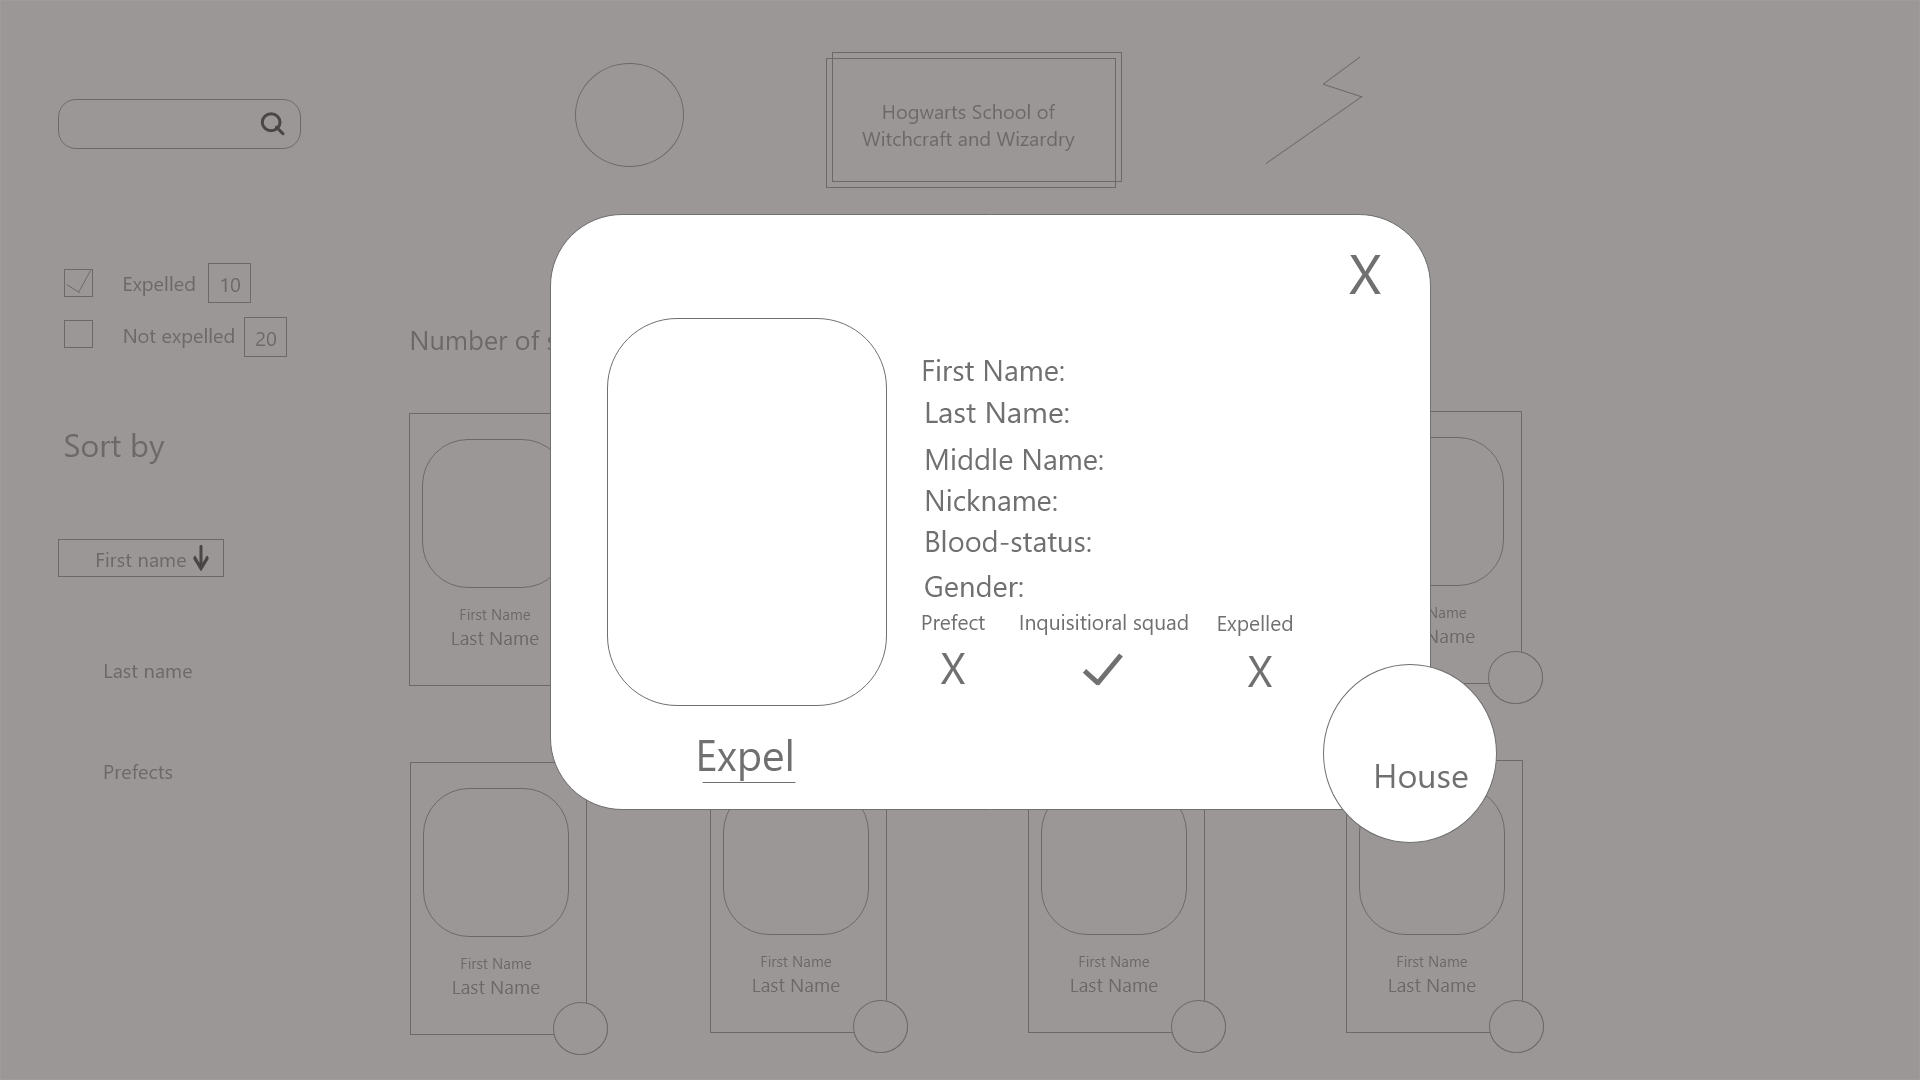 Hogwarts School of
Witchcraft and Wizardry
Expelled 10
Not expelled 20
Number of
Sort by
First name
Last name
Prefects
X
First Name:
Last Name:
Middle Name:
Nickname:
Blood-status:
Gender:
Prefect Inquisitioral squad Expelled
X X
Expel
House
First Name
Last Name
Name
Name
First Name
Last Name
First Name
Last Name
First Name
Last Name
First Name
Last Name